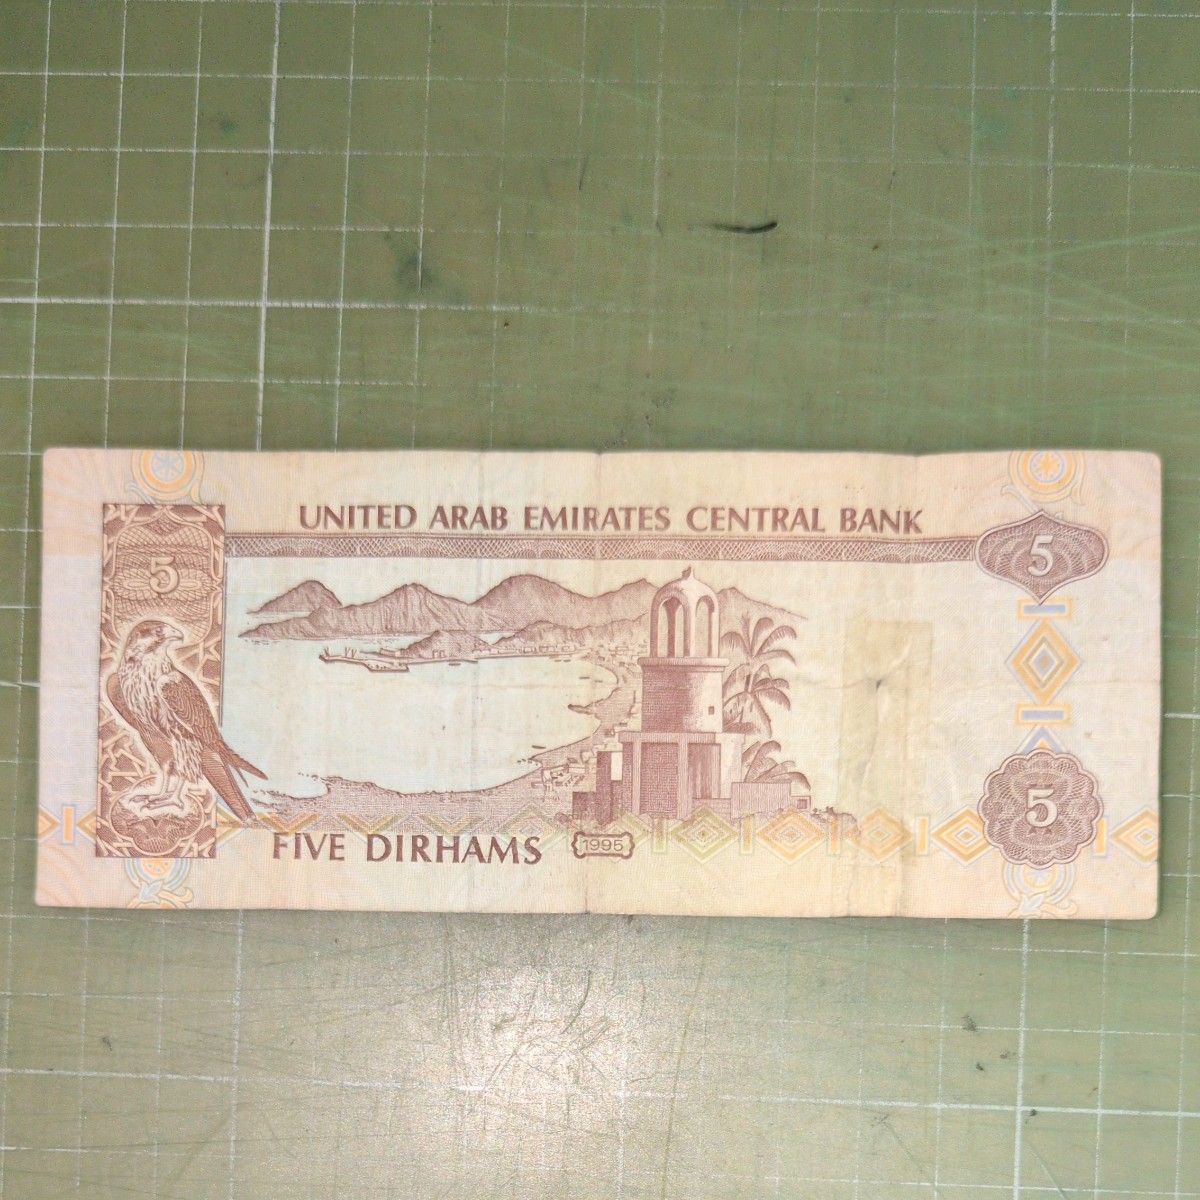 UNITED ARAB EMIRATES CENTRAL BANK
5
5
FIVE DIRHAMS
1995
5